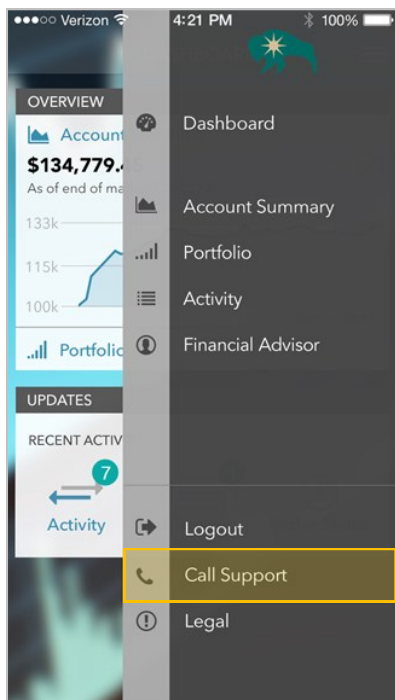 Verizon 4:21 PM 100%
OVERVIEW
Account
$134,779.4
As of end of ma
133k
115k
100k
Portfolio
UPDATES
RECENT ACTIV
7
Activity
Dashboard
Account Summary
Portfolio
Activity
Financial Advisor
Logout
Call Support
Legal